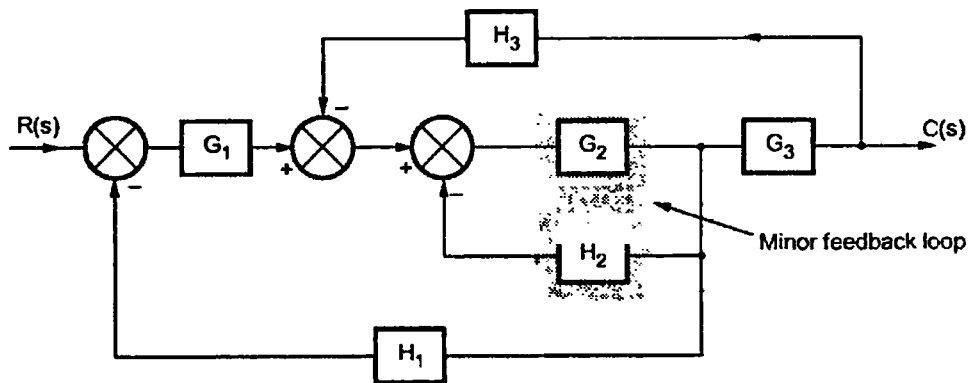 H₃
R(s)
G₁
G₂
G₃
C(s)
−
+
+
−
−
H₂
Minor feedback loop
H₁